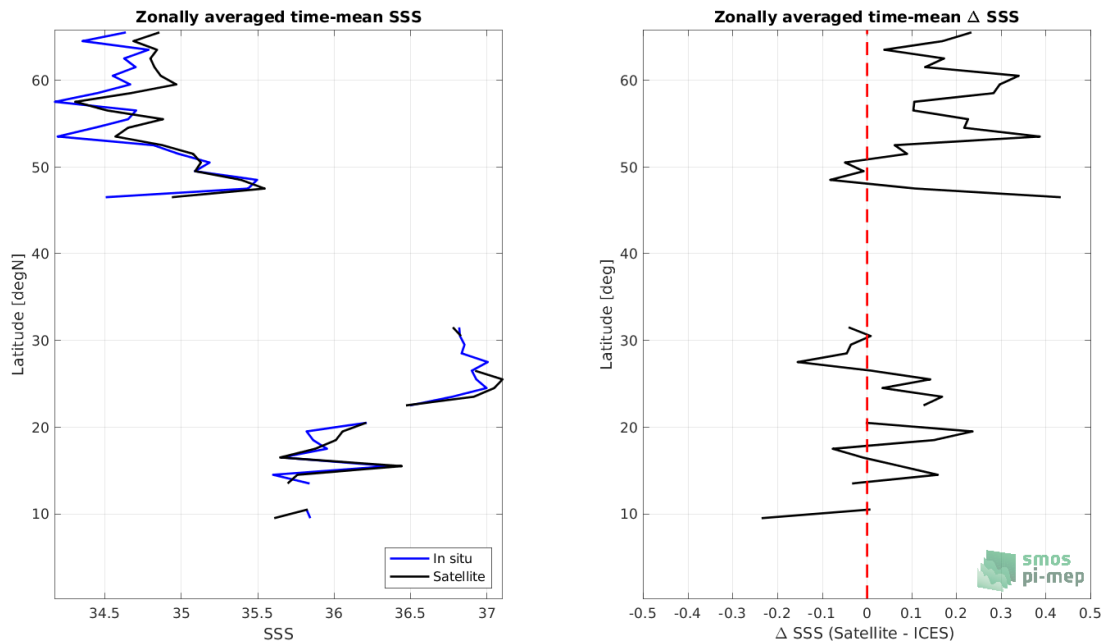 Zonally averaged time-mean SSS
60
50
40
30
20
10
Latitude [degN]
34.5
35
35.5
36
36.5
37
SSS
In situ
Satellite
Zonally averaged time-mean Δ SSS
60
50
40
30
20
10
Latitude [deg]
-0.5
-0.4
-0.3
-0.2
-0.1
0
0.1
0.2
0.3
0.4
0.5
Δ SSS (Satellite - ICES)
smos
pi-mep